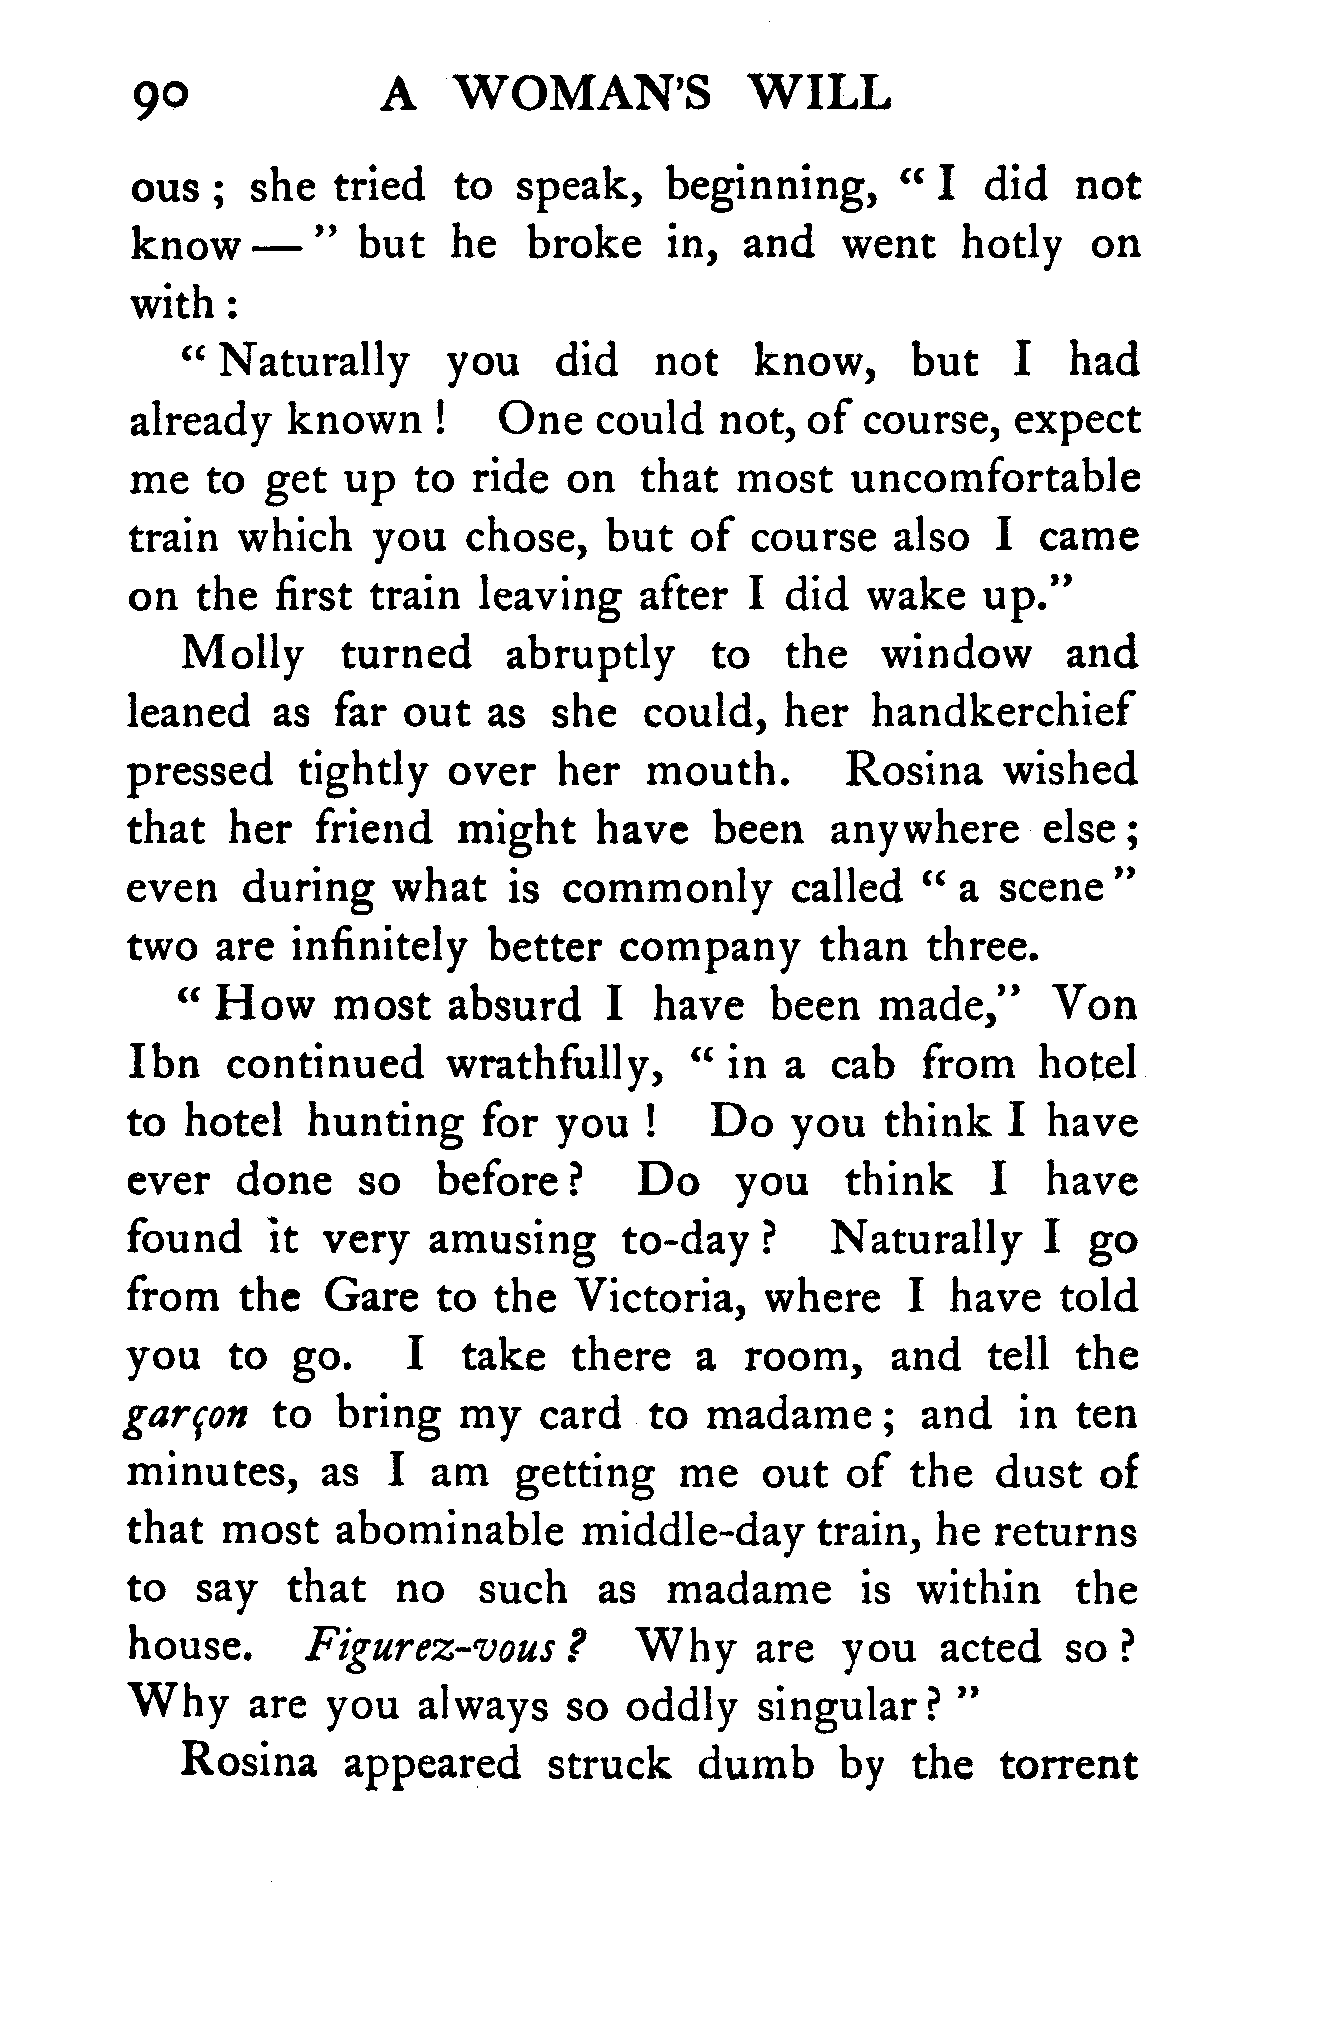 90 A WOMAN'S WILL
ous ; she tried to speak, beginning, “ I did not
know — ” but he broke in, and went hotly on
with :
“ Naturally you did not know, but I had
already known ! One could not, of course, expect
me to get up to ride on that most uncomfortable
train which you chose, but of course also I came
on the first train leaving after I did wake up.”
Molly turned abruptly to the window and
leaned as far out as she could, her handkerchief
pressed tightly over her mouth. Rosina wished
that her friend might have been anywhere else ;
even during what is commonly called “ a scene ”
two are infinitely better company than three.
“ How most absurd I have been made,” Von
Ibn continued wrathfully, “ in a cab from hotel
to hotel hunting for you ! Do you think I have
ever done so before ? Do you think I have
found it very amusing to-day ? Naturally I go
from the Gare to the Victoria, where I have told
you to go. I take there a room, and tell the
garçon to bring my card to madame ; and in ten
minutes, as I am getting me out of the dust of
that most abominable middle-day train, he returns
to say that no such as madame is within the
house. Figurez-vous ? Why are you acted so ?
Why are you always so oddly singular ? ”
Rosina appeared struck dumb by the torrent